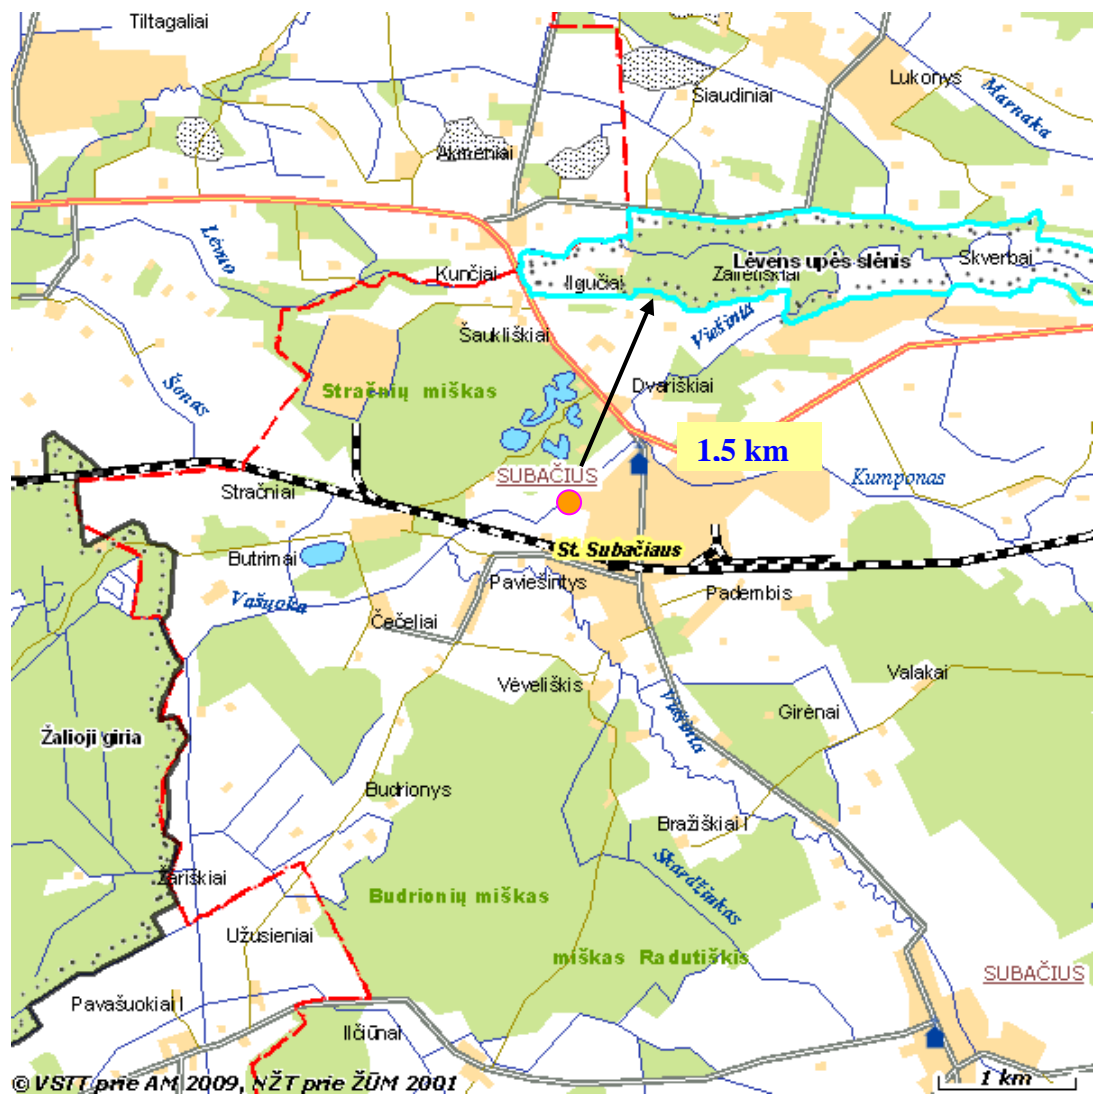 Tiltagaliai
Lukonys
Šiaudiniai
Marnaka
Akmeniai
Lėvuo
Kunčiai
Ilgučiai
Lėvens upės slėnis
Skverbai
Viešinta
Šaukliškiai
Šonas
Stračnių miškas
Dvariškiai
1.5 km
SUBAČIUS
Kumponas
Stračniai
St. Subačiaus
Butrimai
Paviešintys
Padembis
Vašuoka
Čečeliai
Vėveliškis
Valakai
Viešinta
Girėnai
Žalioji giria
Budrionys
Bražiškiai I
Skardžiukas
Žariškiai
Budrionių miškas
Užusieniai
miškas Radutiškis
SUBAČIUS
Pavašuokiai I
Ilčiūnai
© VSTT prie AM 2009, NŽT prie ŽŪM 2001
1 km